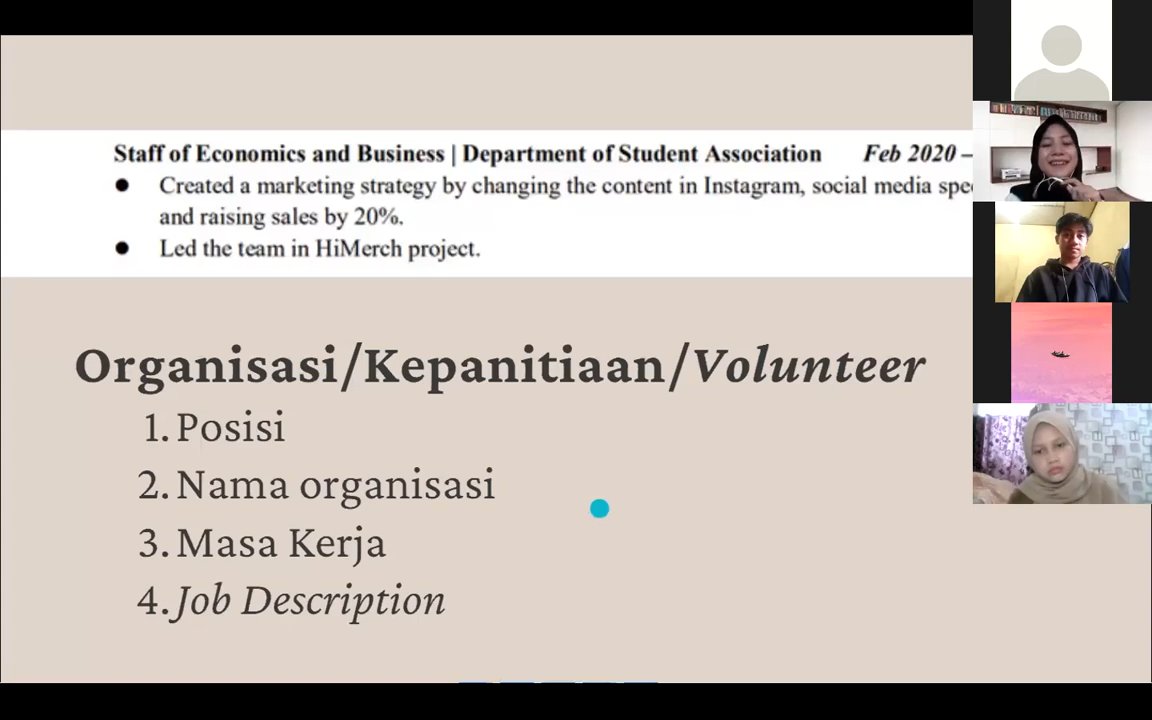 Staff of Economics and Business | Department of Student Association Feb 2020 –
● Created a marketing strategy by changing the content in Instagram, social media
and raising sales by 20%.
● Led the team in HiMerch project.
Organisasi/Kepanitiaan/Volunteer
1. Posisi
2. Nama organisasi
3. Masa Kerja
4. Job Description